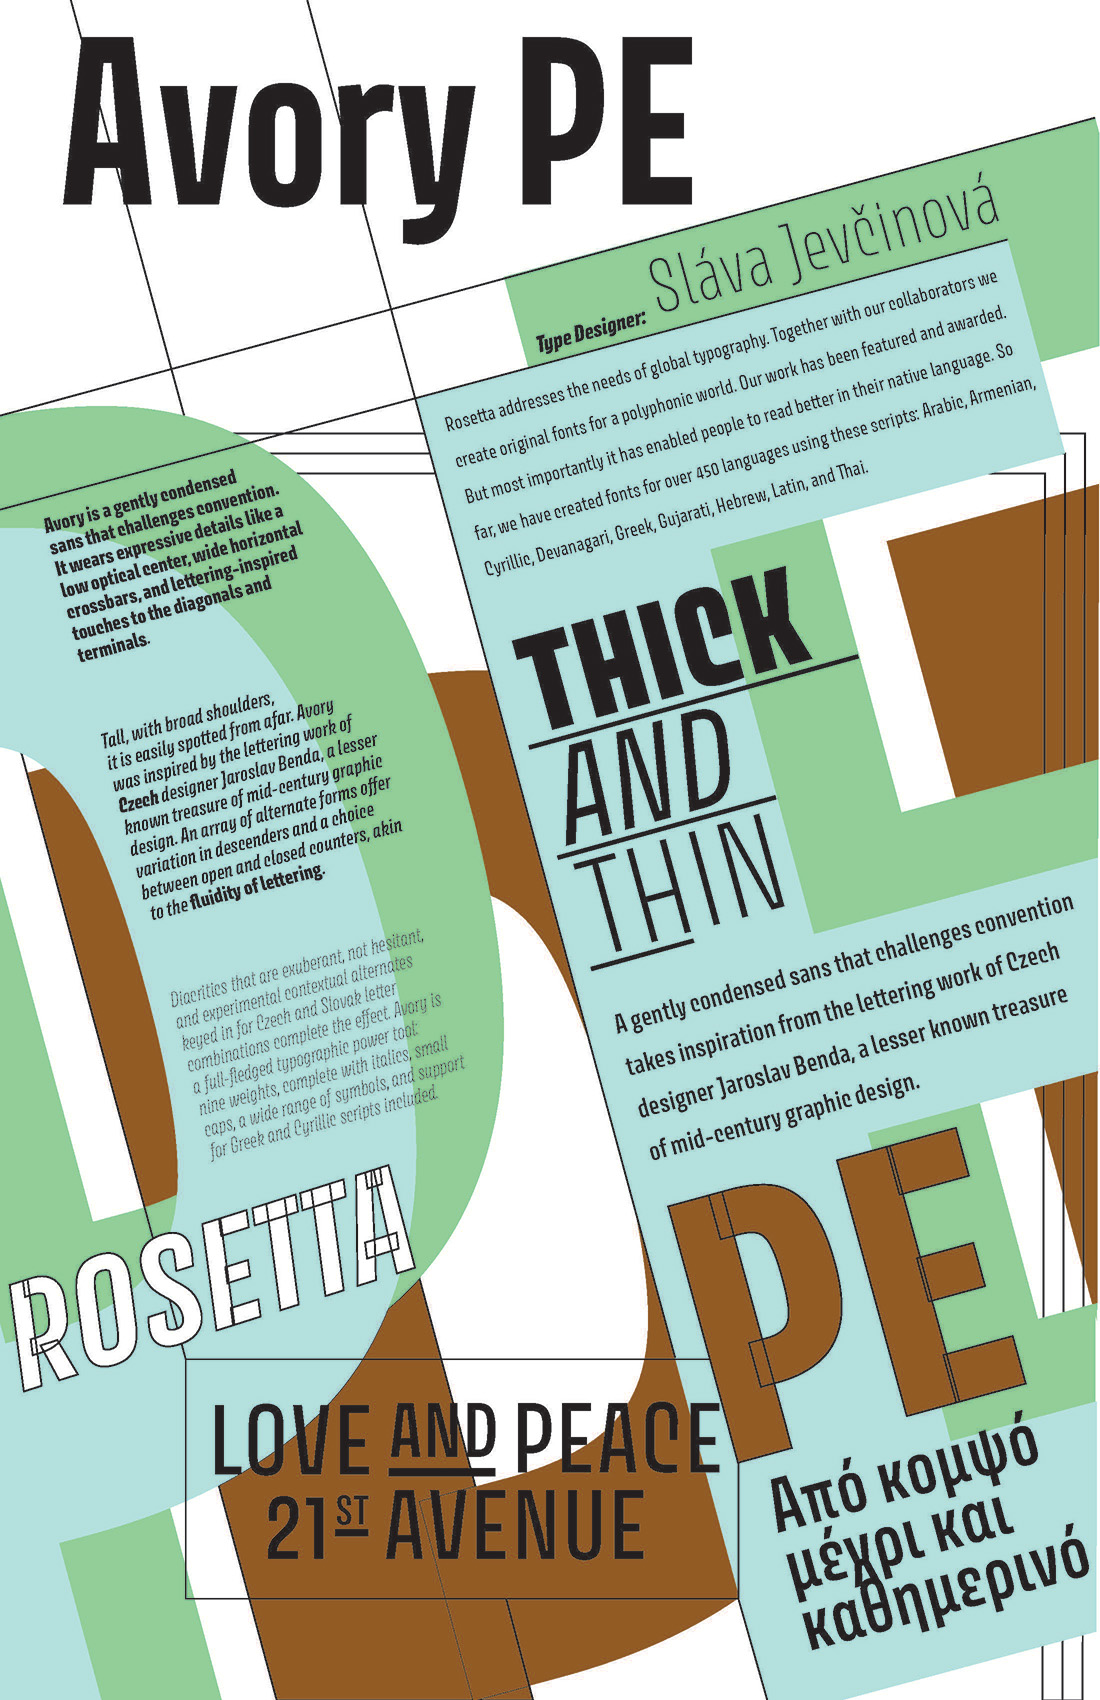 Avory PE
Type Designer: Sláva Jevčinová
Rosetta addresses the needs of global typography. Together with our collaborators we
create original fonts for a polyphonic world. Our work has been featured and awarded.
But most importantly it has enabled people to read better in their native language. So
far, we have created fonts for over 450 languages using these scripts: Arabic, Armenian,
Cyrillic, Devanagari, Greek, Gujarati, Hebrew, Latin, and Thai.
Avory is a gently condensed
sans that challenges convention.
It wears expressive details like a
low optical center, wide horizontal
crossbars, and lettering-inspired
touches to the diagonals and
terminals.
Tall, with broad shoulders,
it is easily spotted from afar. Avory
was inspired by the lettering work of
Czech designer Jaroslav Benda, a lesser
known treasure of mid-century graphic
design. An array of alternate forms offer
variation in descenders and a choice
between open and closed counters, akin
to the fluidity of lettering.
Diacritics that are exuberant, not hesitant,
and experimental contextual alternates
keyed in for Czech and Slovak letter
combinations complete the effect. Avory is
a full-fledged typographic power tool:
nine weights, complete with italics, small
caps, a wide range of symbols, and support
for Greek and Cyrillic scripts included.
ROSETTA
THICK
AND
THIN
A gently condensed sans that challenges convention
takes inspiration from the lettering work of Czech
designer Jaroslav Benda, a lesser known treasure
of mid-century graphic design.
PE
LOVE AND PEACE
21ST AVENUE
Από κομψό
μέχρι και
καθημερινό